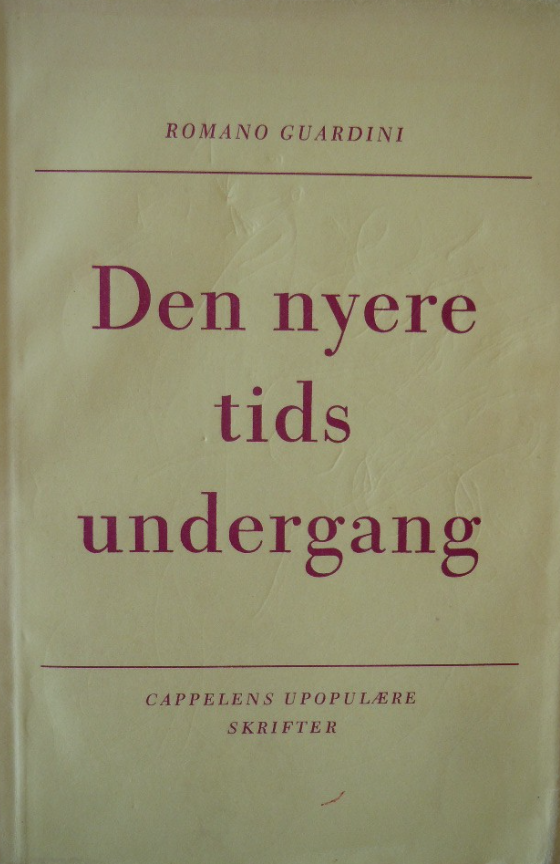 ROMANO GUARDINI
Den nyere
tids
undergang
CAPPELENS UPOPULÆRE
SKRIFTER